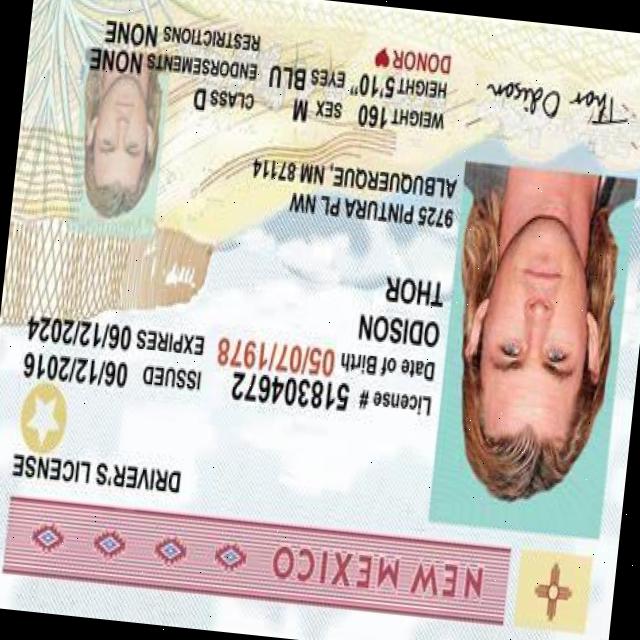 NEW MEXICO
DRIVER'S LICENSE
License # 518304672
Date of Birth 05/07/1978
ISSUED 06/12/2016
EXPIRES 06/12/2024
ODISON
THOR
9725 PINTURA PL NW
ALBUQUERQUE, NM 87114
WEIGHT 160 SEX M CLASS D
HEIGHT 5'10" EYES BLU ENDORSEMENTS NONE
DONOR RESTRICTIONS NONE
Thor Odison